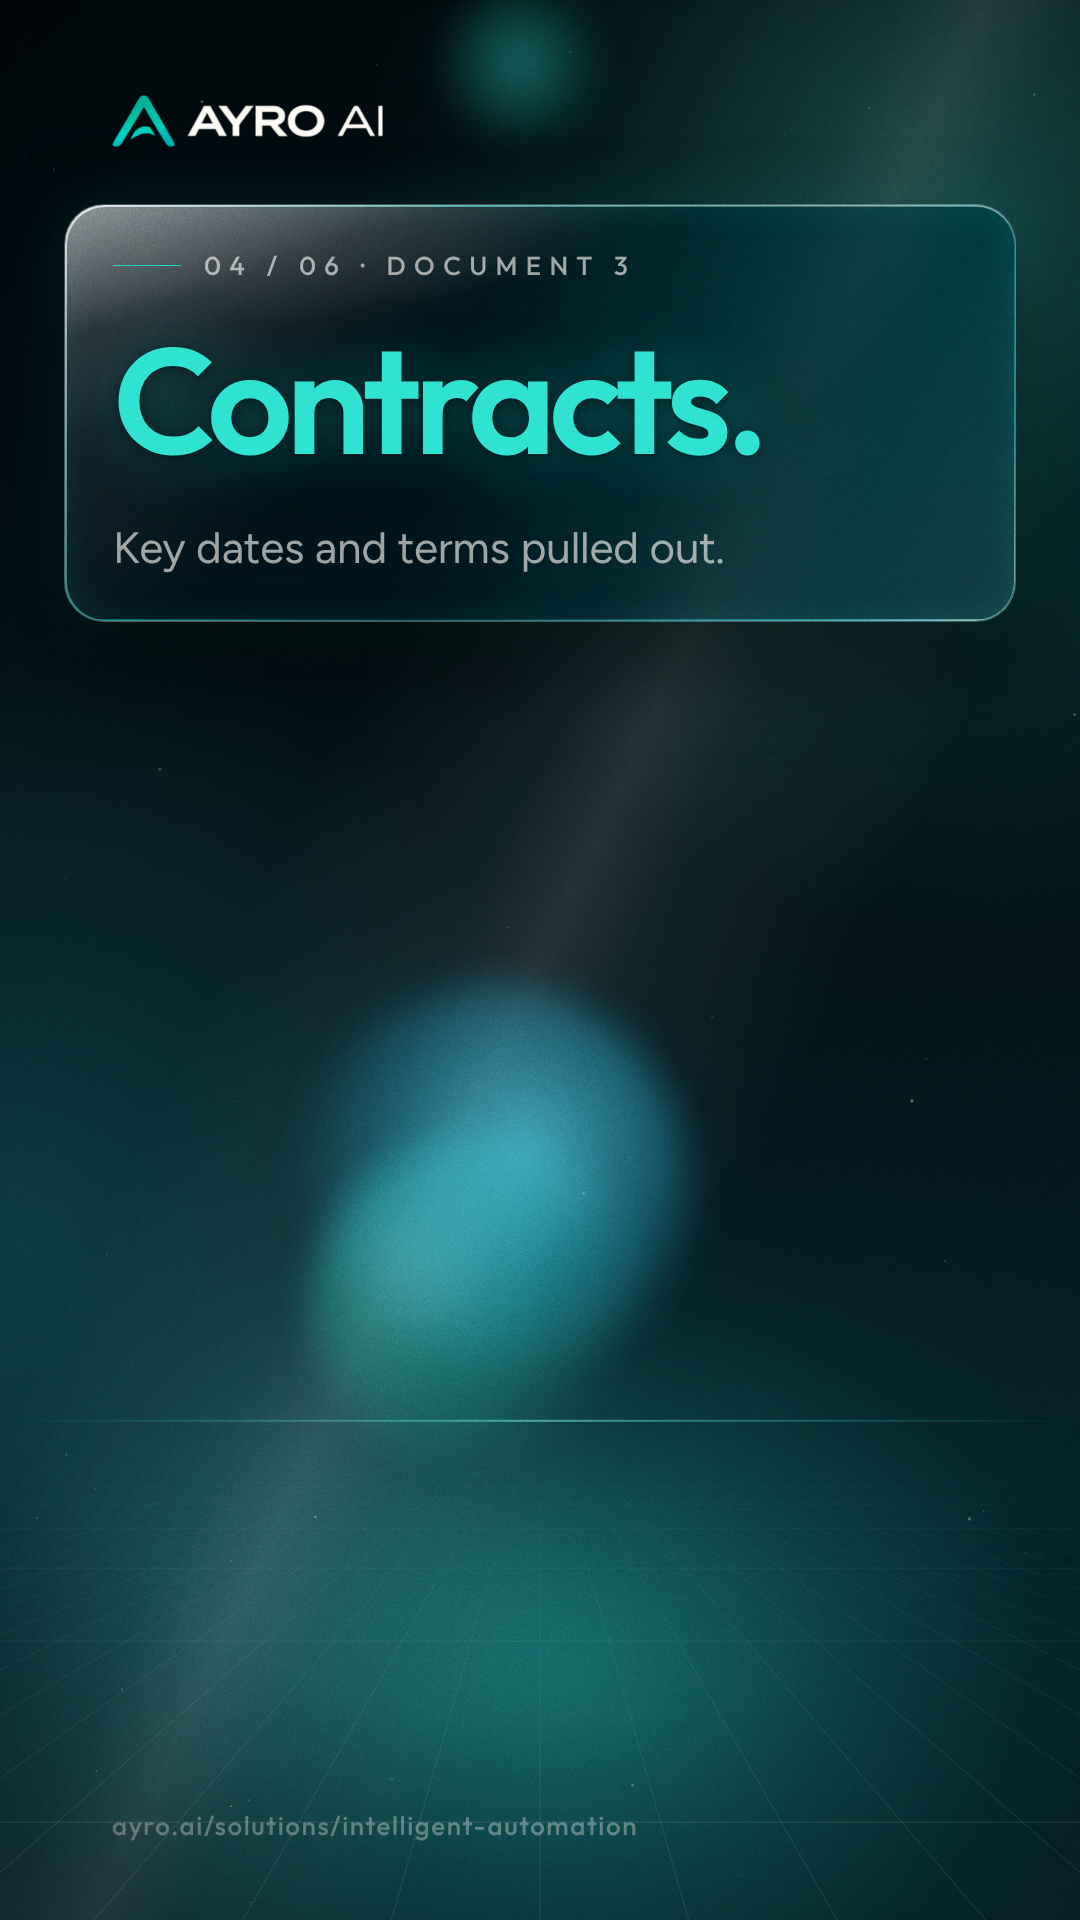 AYRO AI
04 / 06 · DOCUMENT 3
Contracts.
Key dates and terms pulled out.
ayro.ai/solutions/intelligent-automation